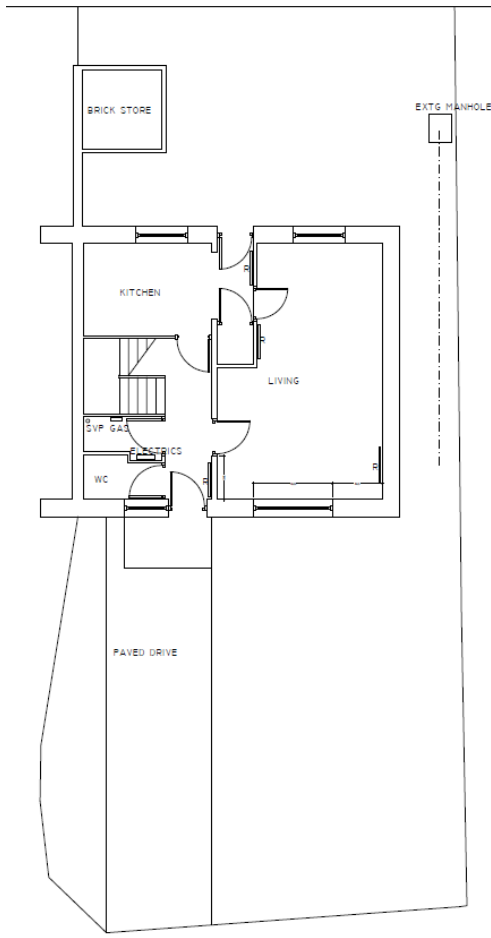 BRICK STORE
EXTG MANHOLE
R
KITCHEN
R
LIVING
SVP GAS
ELECTRICS
R
WC
R
PAVED DRIVE